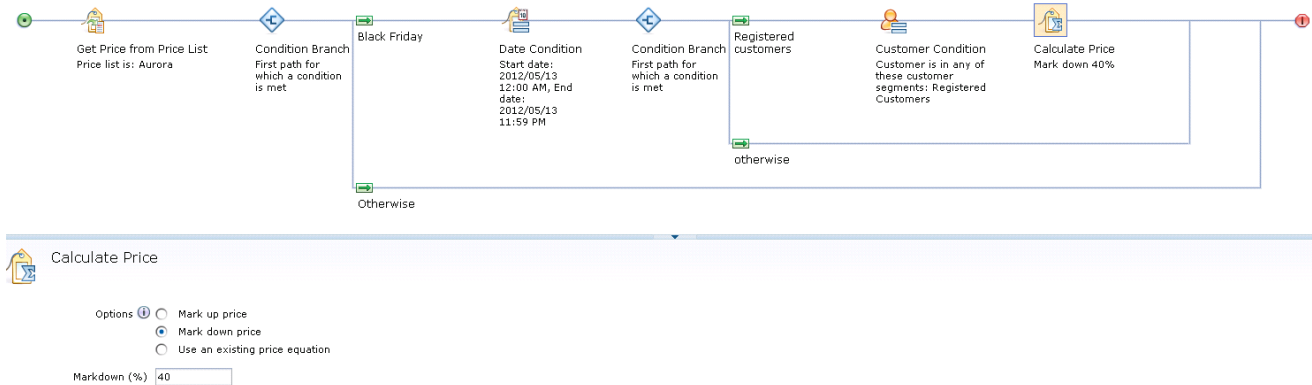 Get Price from Price List
Price list is: Aurora
Condition Branch
First path for
which a condition
is met
Black Friday
Date Condition
Start date:
2012/05/13
12:00 AM, End
date:
2012/05/13
11:59 PM
Condition Branch
First path for
which a condition
is met
Registered
customers
Customer Condition
Customer is in any of
these customer
segments: Registered
Customers
Calculate Price
Mark down 40%
otherwise
Otherwise
Calculate Price
Options
Mark up price
Mark down price
Use an existing price equation
Markdown (%) 40